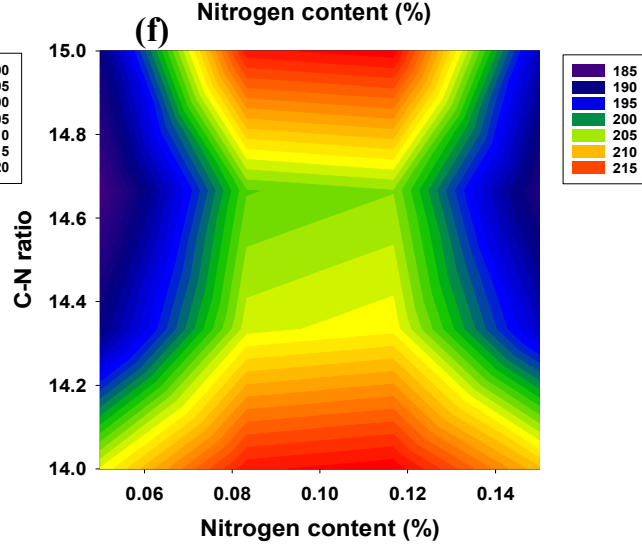 Nitrogen content (%)
(f)
15.0
14.8
14.6
14.4
14.2
14.0
C-N ratio
0.06 0.08 0.10 0.12 0.14
Nitrogen content (%)
185
190
195
200
205
210
215